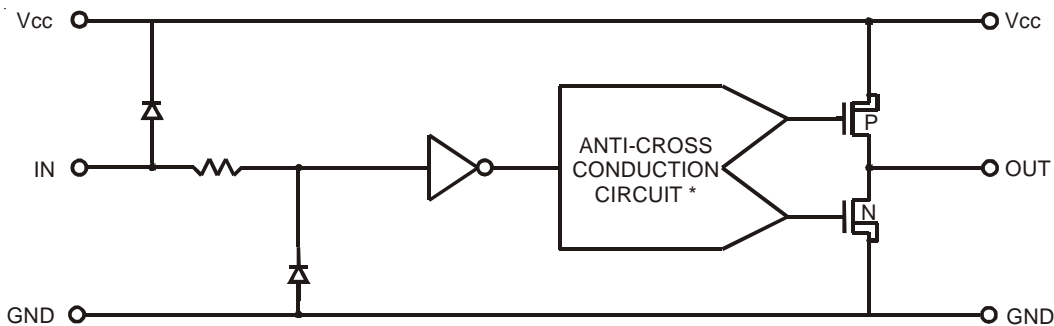 Vcc
Vcc
P
ANTI-CROSS
CONDUCTION
CIRCUIT *
IN
OUT
N
GND
GND